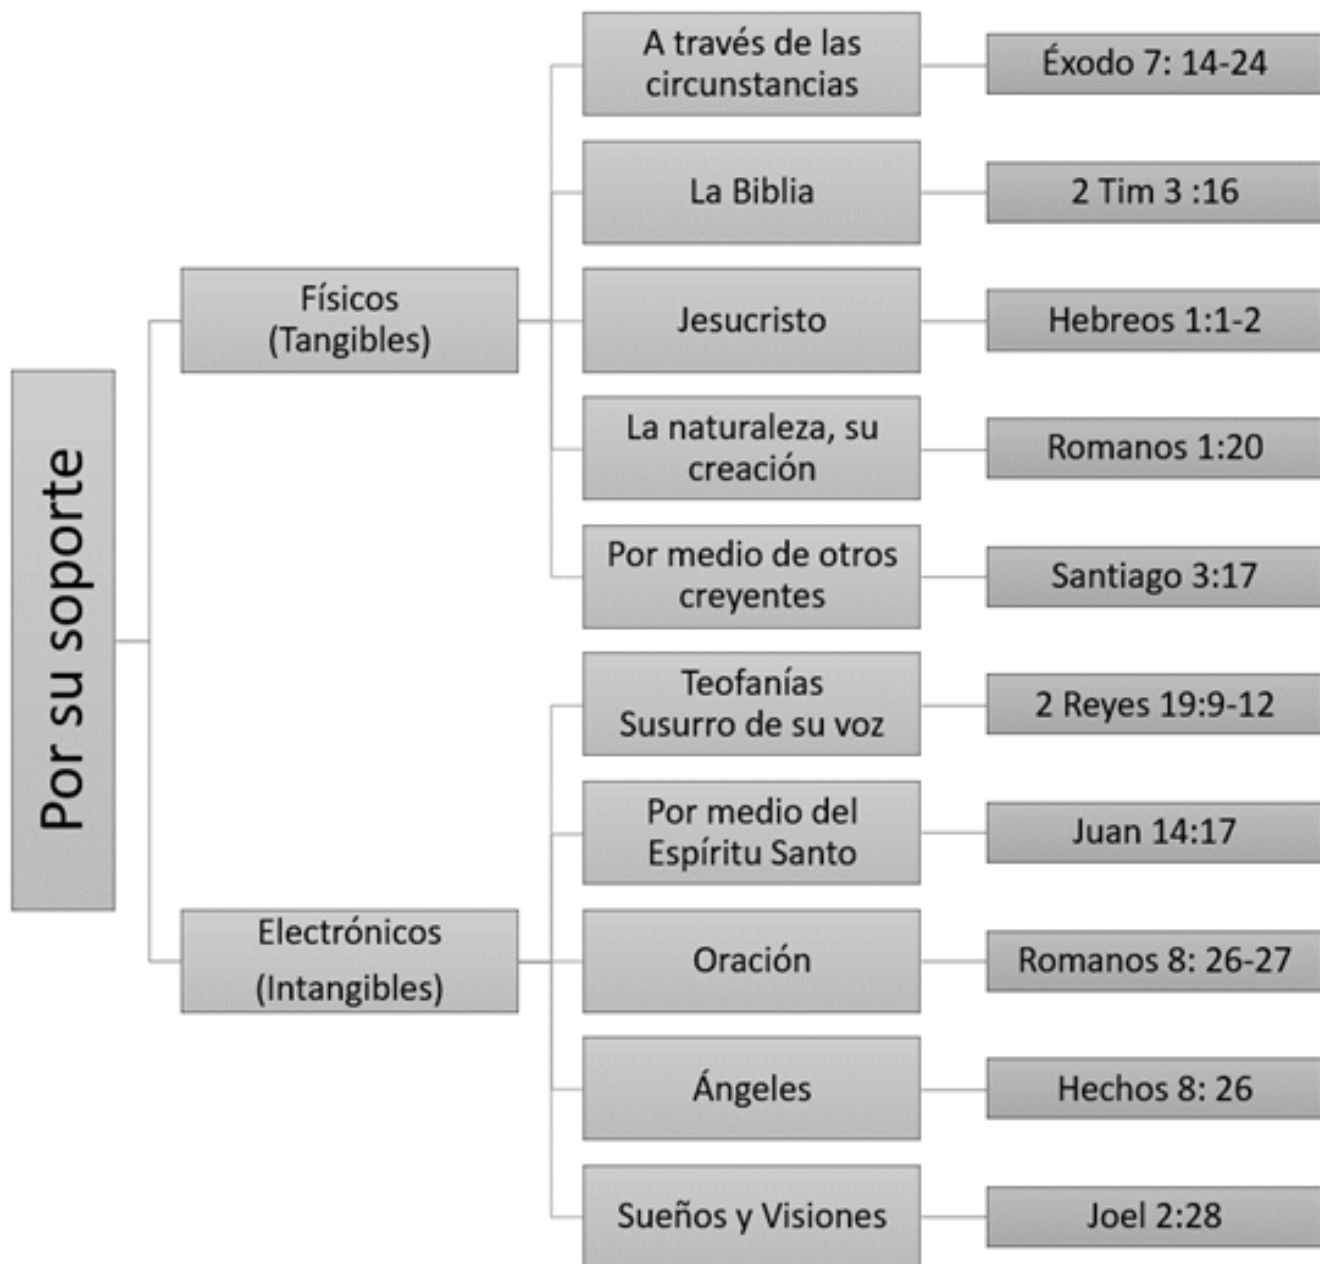 Por su soporte
Físicos
(Tangibles)
A través de las
circunstancias
Éxodo 7: 14-24
La Biblia
2 Tim 3 :16
Jesucristo
Hebreos 1:1-2
La naturaleza, su
creación
Romanos 1:20
Por medio de otros
creyentes
Santiago 3:17
Electrónicos
(Intangibles)
Teofanías
Susurro de su voz
2 Reyes 19:9-12
Por medio del
Espíritu Santo
Juan 14:17
Oración
Romanos 8: 26-27
Ángeles
Hechos 8: 26
Sueños y Visiones
Joel 2:28